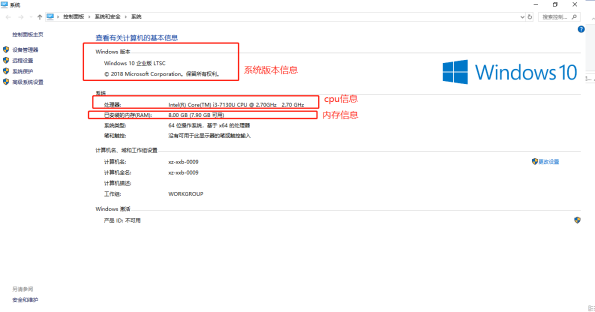 系统
控制面板 > 系统和安全 > 系统
搜索控制面板
控制面板主页
设备管理器
远程设置
系统保护
高级系统设置
查看有关计算机的基本信息
Windows 版本
Windows 10 企业版 LTSC
© 2018 Microsoft Corporation。保留所有权利。
系统版本信息
Windows 10
系统
cpu信息
处理器: Intel(R) Core(TM) i3-7130U CPU @ 2.70GHz 2.70 GHz
已安装的内存(RAM): 8.00 GB (7.90 GB 可用)
内存信息
系统类型: 64 位操作系统，基于 x64 的处理器
笔和触控: 没有可用于此显示器的笔或触控输入
计算机名、域和工作组设置
计算机名: xz-xxb-0009
更改设置
计算机全名: xz-xxb-0009
计算机描述:
工作组: WORKGROUP
Windows 激活
产品 ID: 不可用
另请参阅
安全和维护